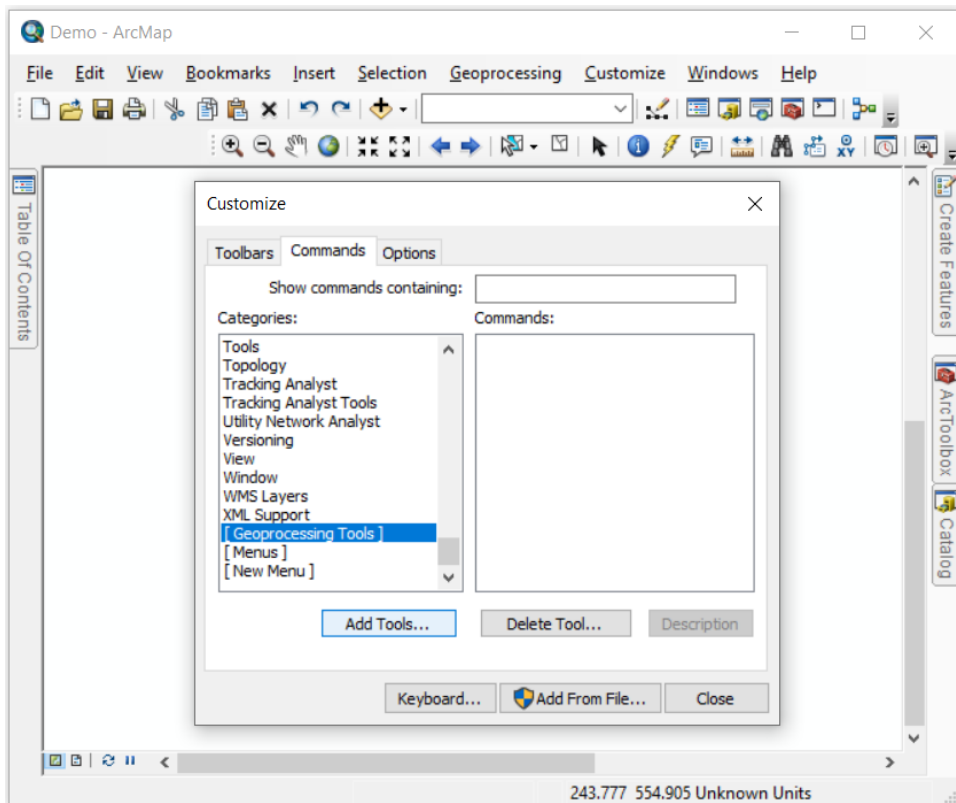 Demo - ArcMap
File Edit View Bookmarks Insert Selection Geoprocessing Customize Windows Help
XY
Table Of Contents
Customize
Toolbars Commands Options
Show commands containing:
Categories: Commands:
Tools
Topology
Tracking Analyst
Tracking Analyst Tools
Utility Network Analyst
Versioning
View
Window
WMS Layers
XML Support
[ Geoprocessing Tools ]
[ Menus ]
[ New Menu ]
Add Tools... Delete Tool... Description
Keyboard... Add From File... Close
Create Features
ArcToolbox
Catalog
243.777 554.905 Unknown Units